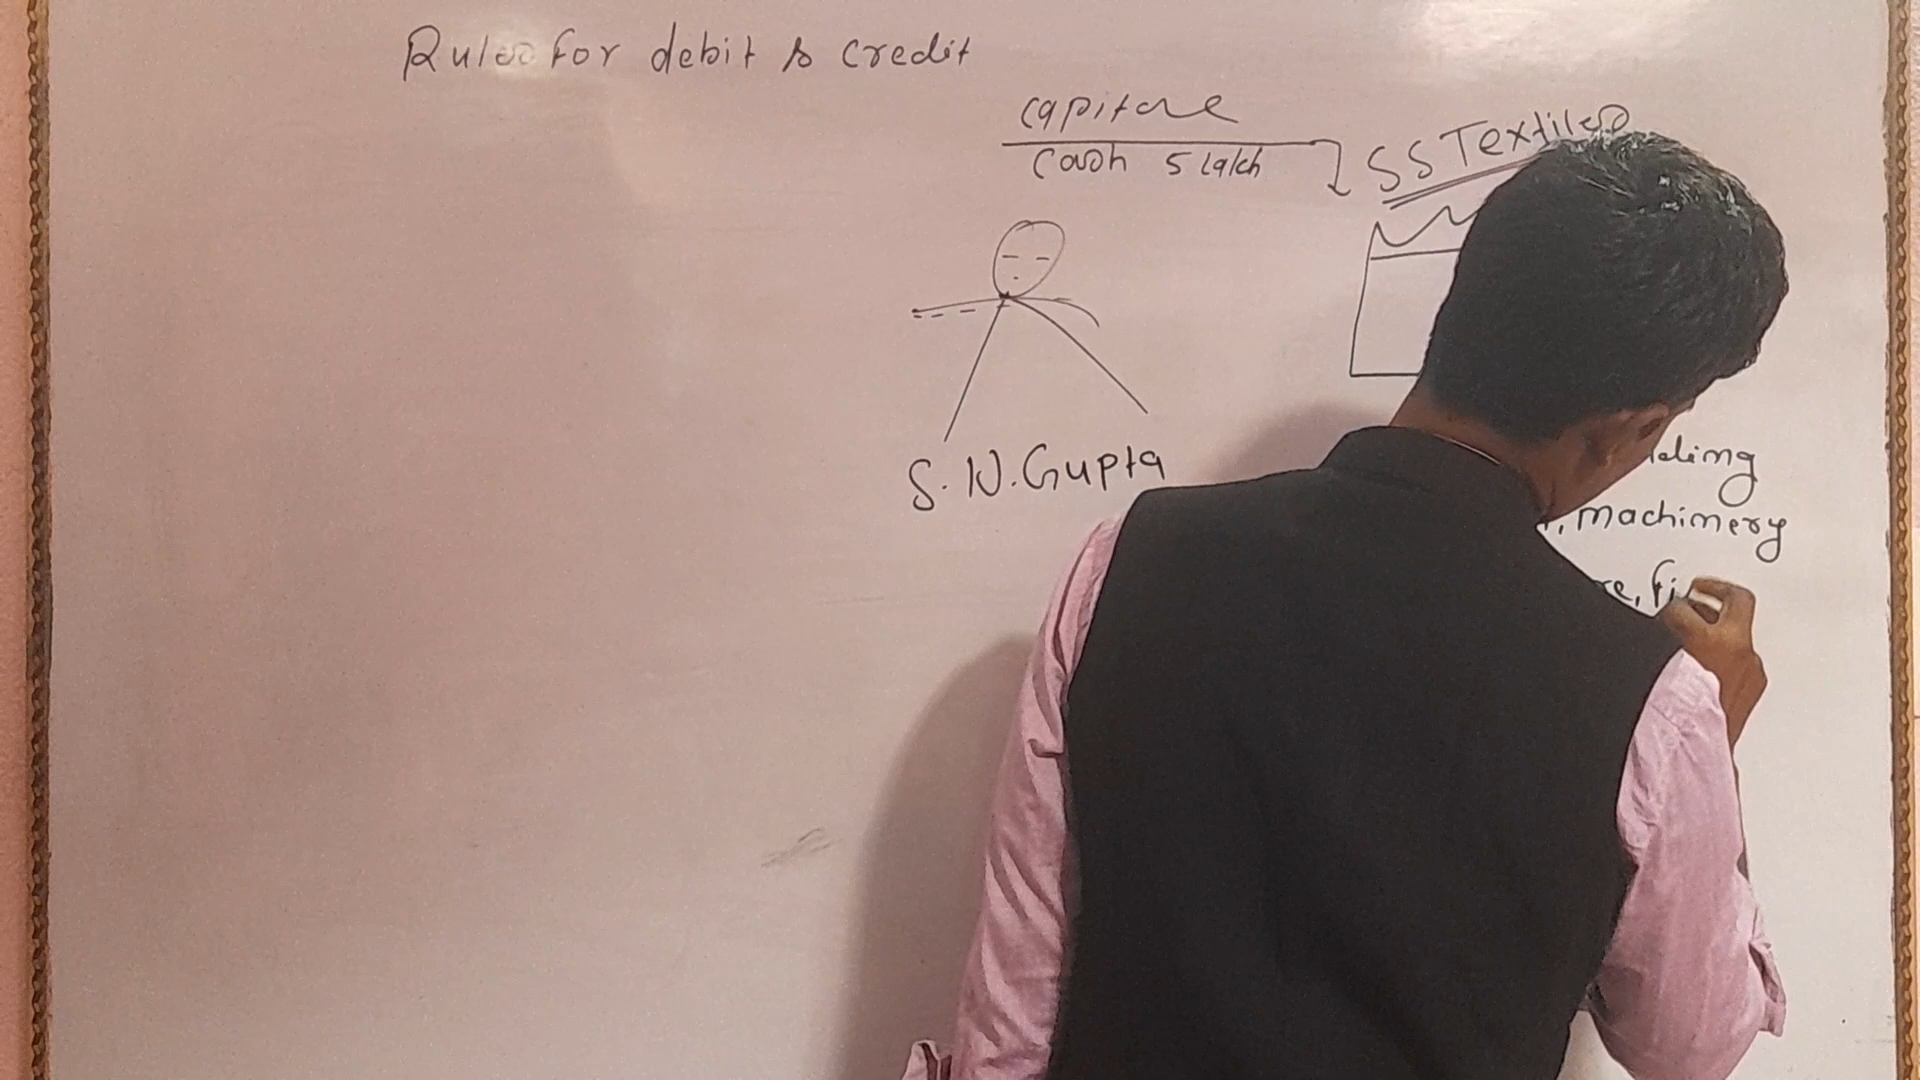 Rules for debit & credit
capital
cash 5 lakh
SS Textiles
S. N. Gupta
machinery